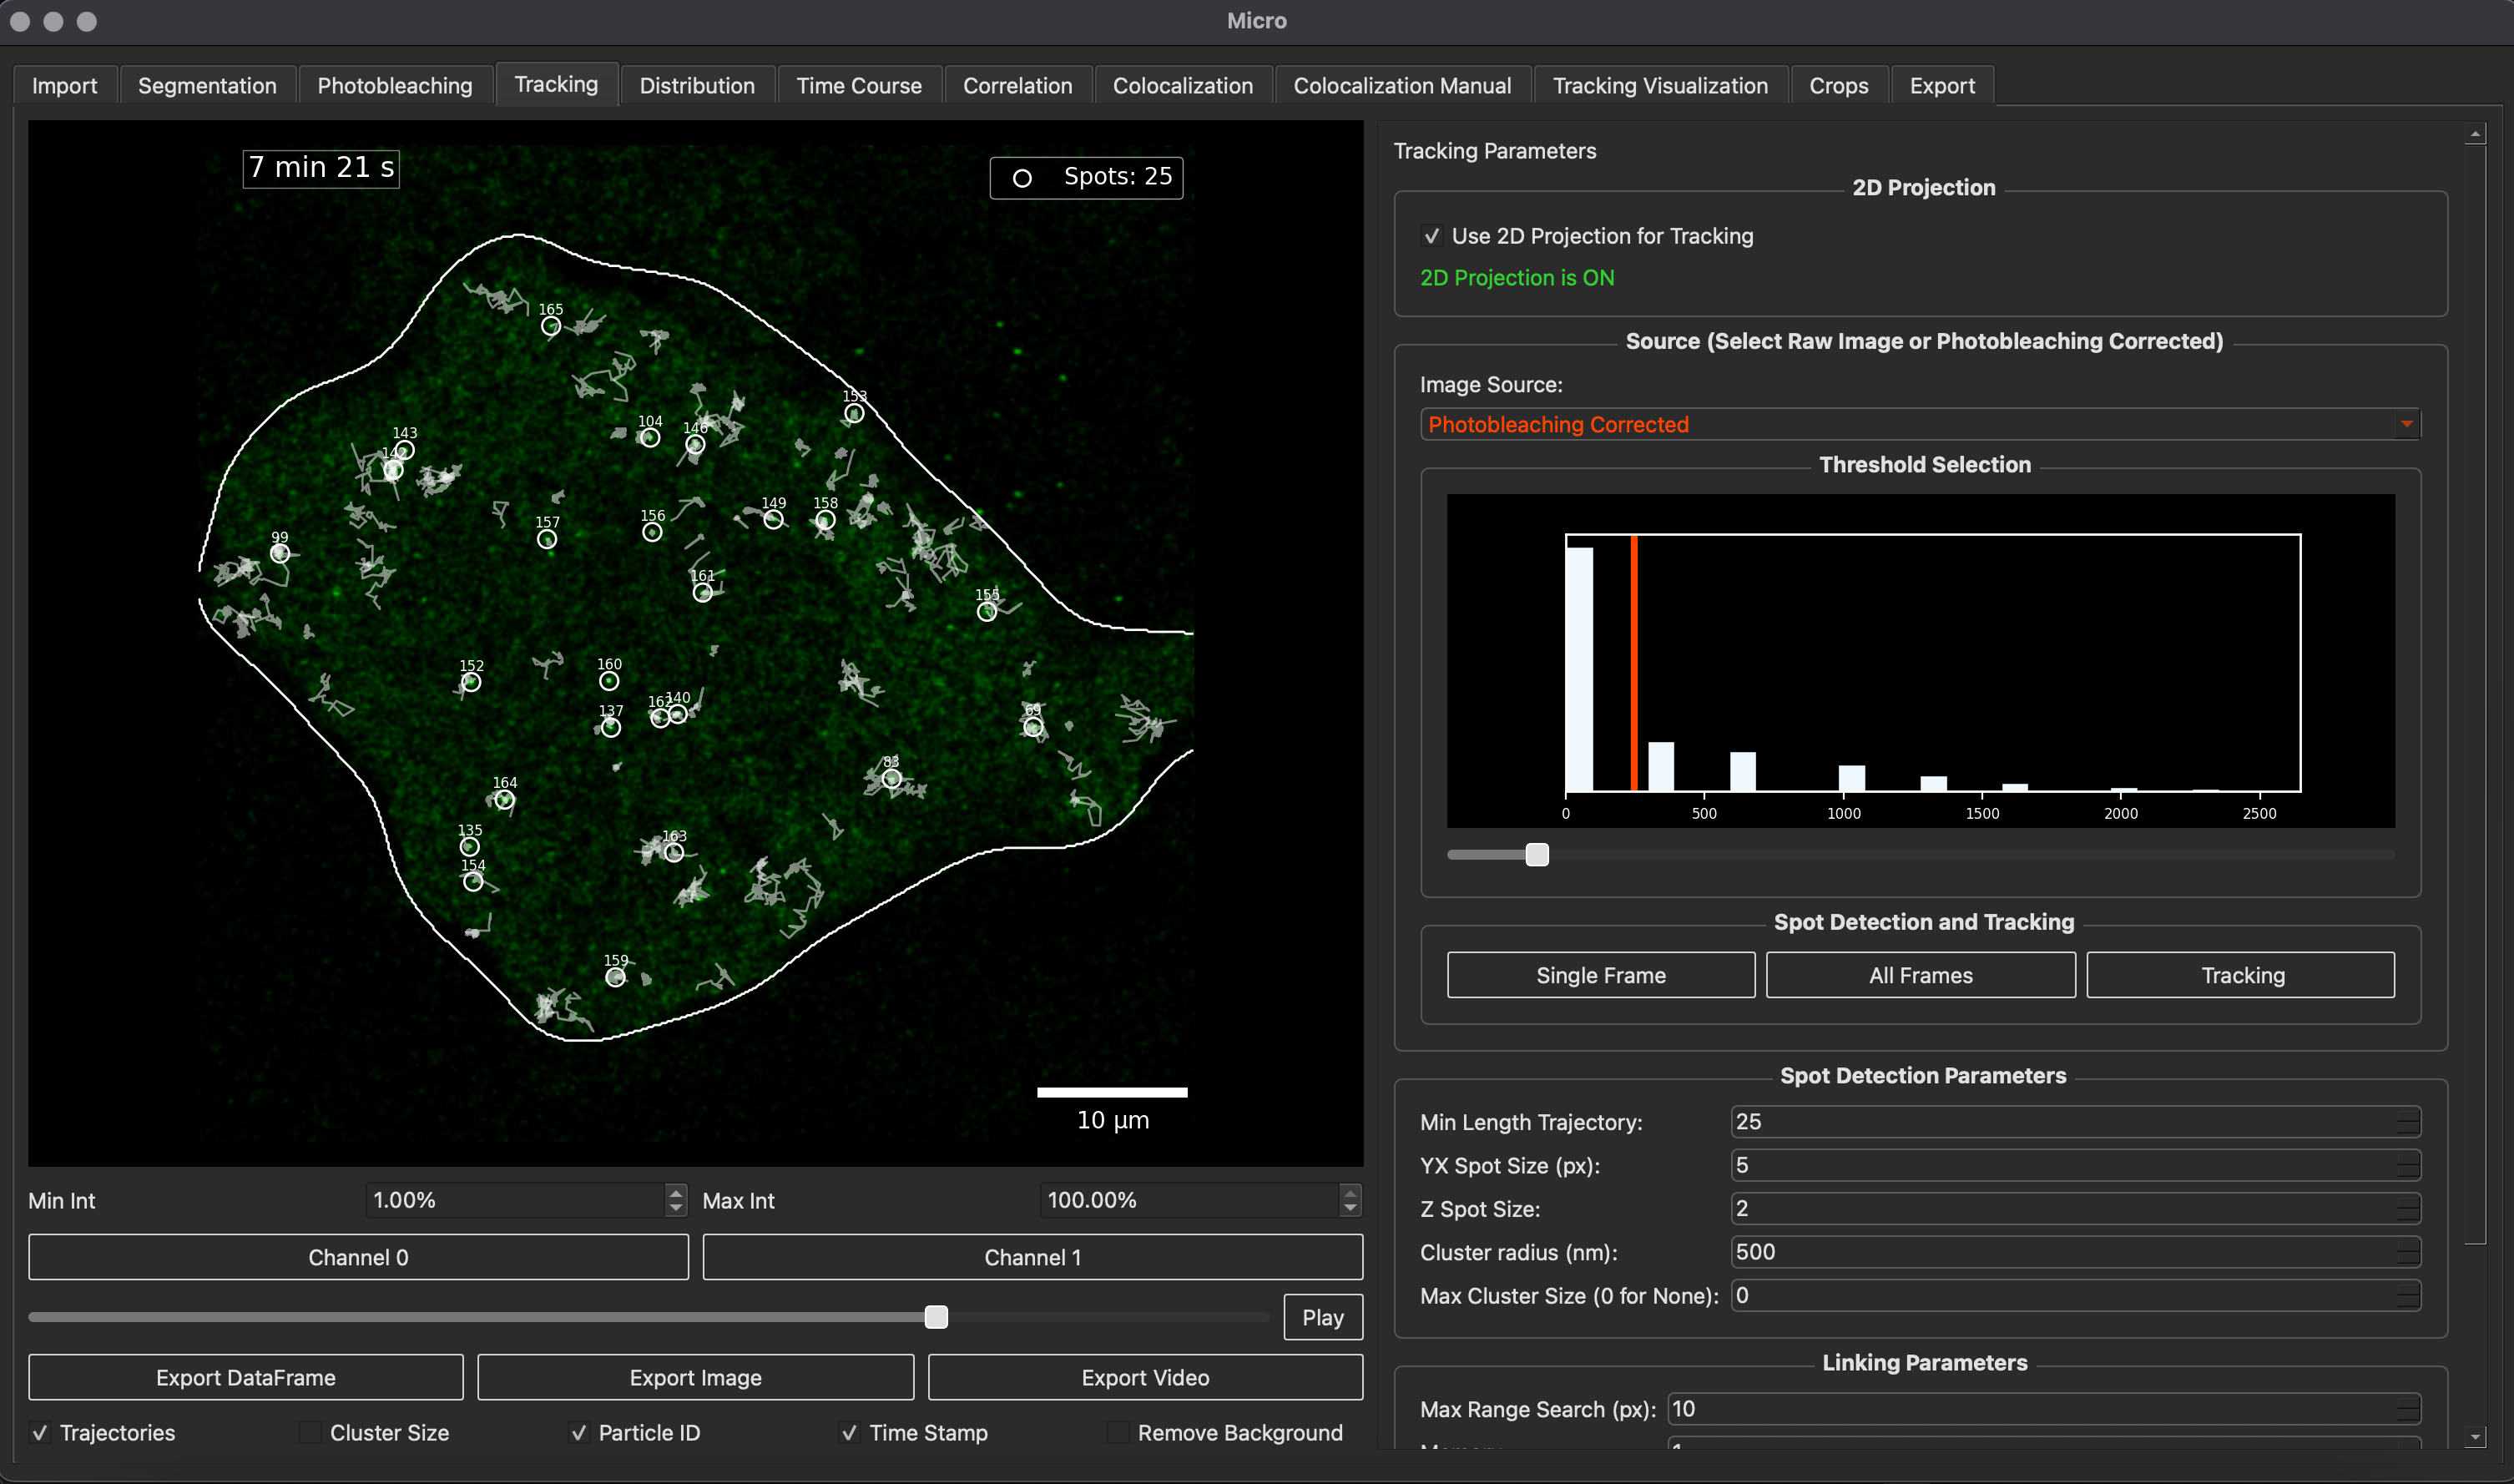 Micro
Import Segmentation Photobleaching Tracking Distribution Time Course Correlation Colocalization Colocalization Manual Tracking Visualization Crops Export
7 min 21 s
Spots: 25
165
153
104
146
143
142
149
158
156
157
99
161
155
152
160
162
140
137
69
83
164
135
163
154
159
10 µm
Min Int 1.00% Max Int 100.00%
Channel 0 Channel 1
Play
Export DataFrame Export Image Export Video
Trajectories Cluster Size Particle ID Time Stamp Remove Background
Tracking Parameters
2D Projection
Use 2D Projection for Tracking
2D Projection is ON
Source (Select Raw Image or Photobleaching Corrected)
Image Source:
Photobleaching Corrected
Threshold Selection
0 500 1000 1500 2000 2500
Spot Detection and Tracking
Single Frame All Frames Tracking
Spot Detection Parameters
Min Length Trajectory: 25
YX Spot Size (px): 5
Z Spot Size: 2
Cluster radius (nm): 500
Max Cluster Size (0 for None): 0
Linking Parameters
Max Range Search (px): 10